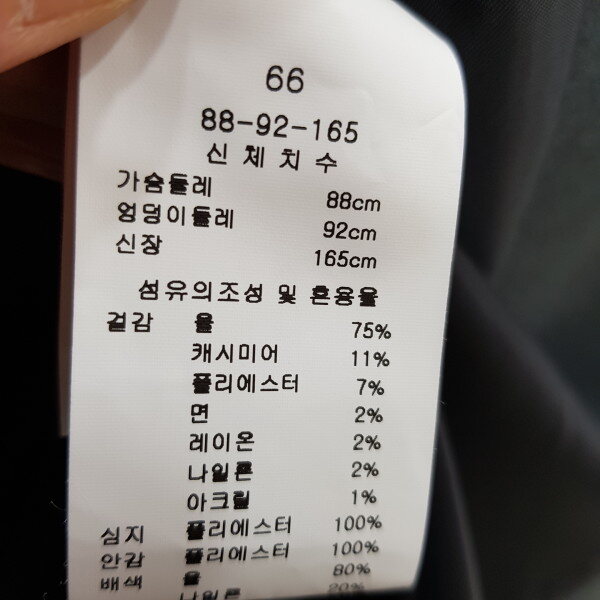 66
88-92-165
신체치수
가슴둘레 88cm
엉덩이둘레 92cm
신장 165cm
섬유의조성 및 혼용율
겉감 울 75%
캐시미어 11%
폴리에스터 7%
면 2%
레이온 2%
나일론 2%
아크릴 1%
심지 폴리에스터 100%
안감 폴리에스터 100%
배색 울 80%
나일론 20%